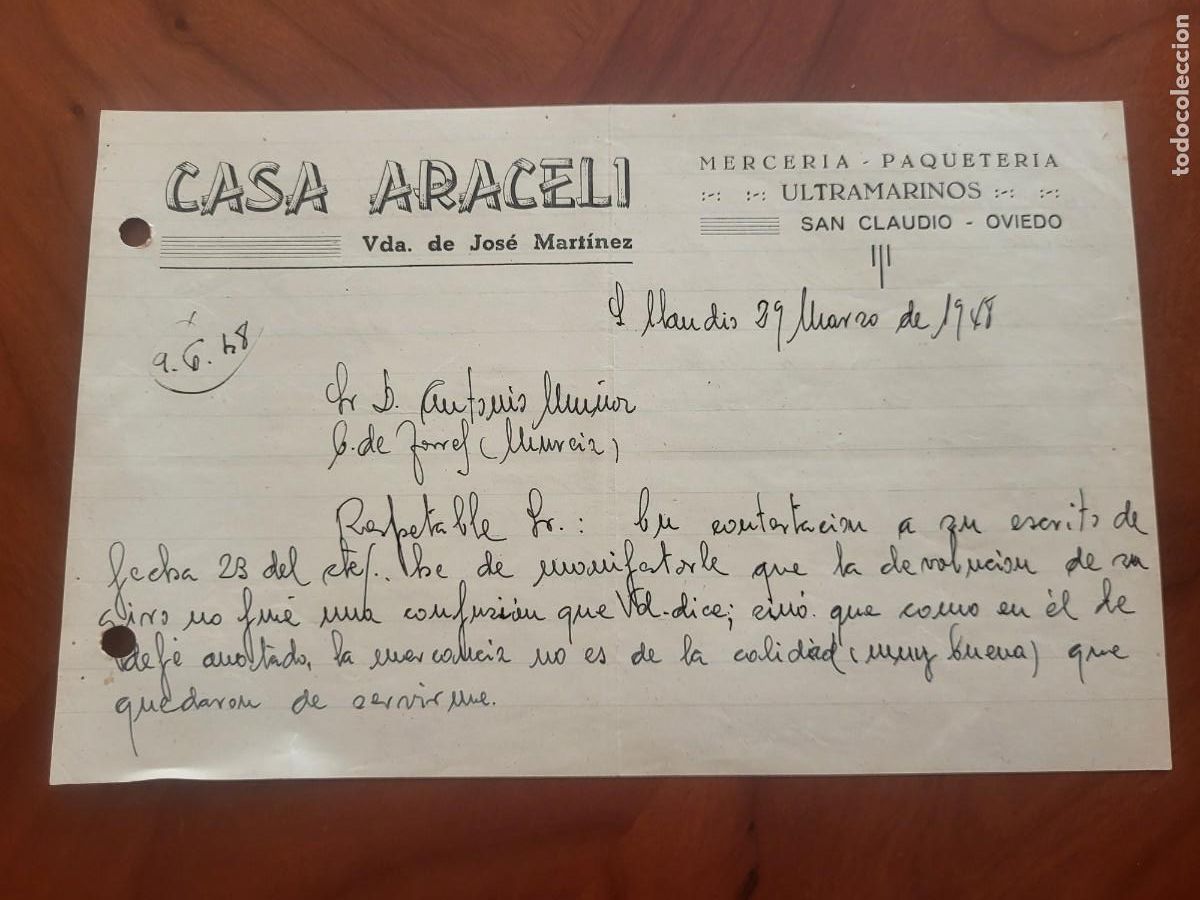 CASA ARACELI
Vda. de José Martínez
MERCERIA - PAQUETERIA
:-: :-: ULTRAMARINOS :-: :-:
SAN CLAUDIO - OVIEDO
S Claudio 29 Marzo de 1948
9.6.48
Sr D. Antonio Muñoz
C. de Torres (Murcia)
Respetable Sr.: En contestacion a su escrito de
fecha 23 del cte/.. he de manifestarle que la devolucion de su
giro no fué una confusión que Vd. dice; sinó que como en él le
dejé anotado, la mercancia no es de la calidad (muy buena) que
quedaron de servirme.
todocoleccion